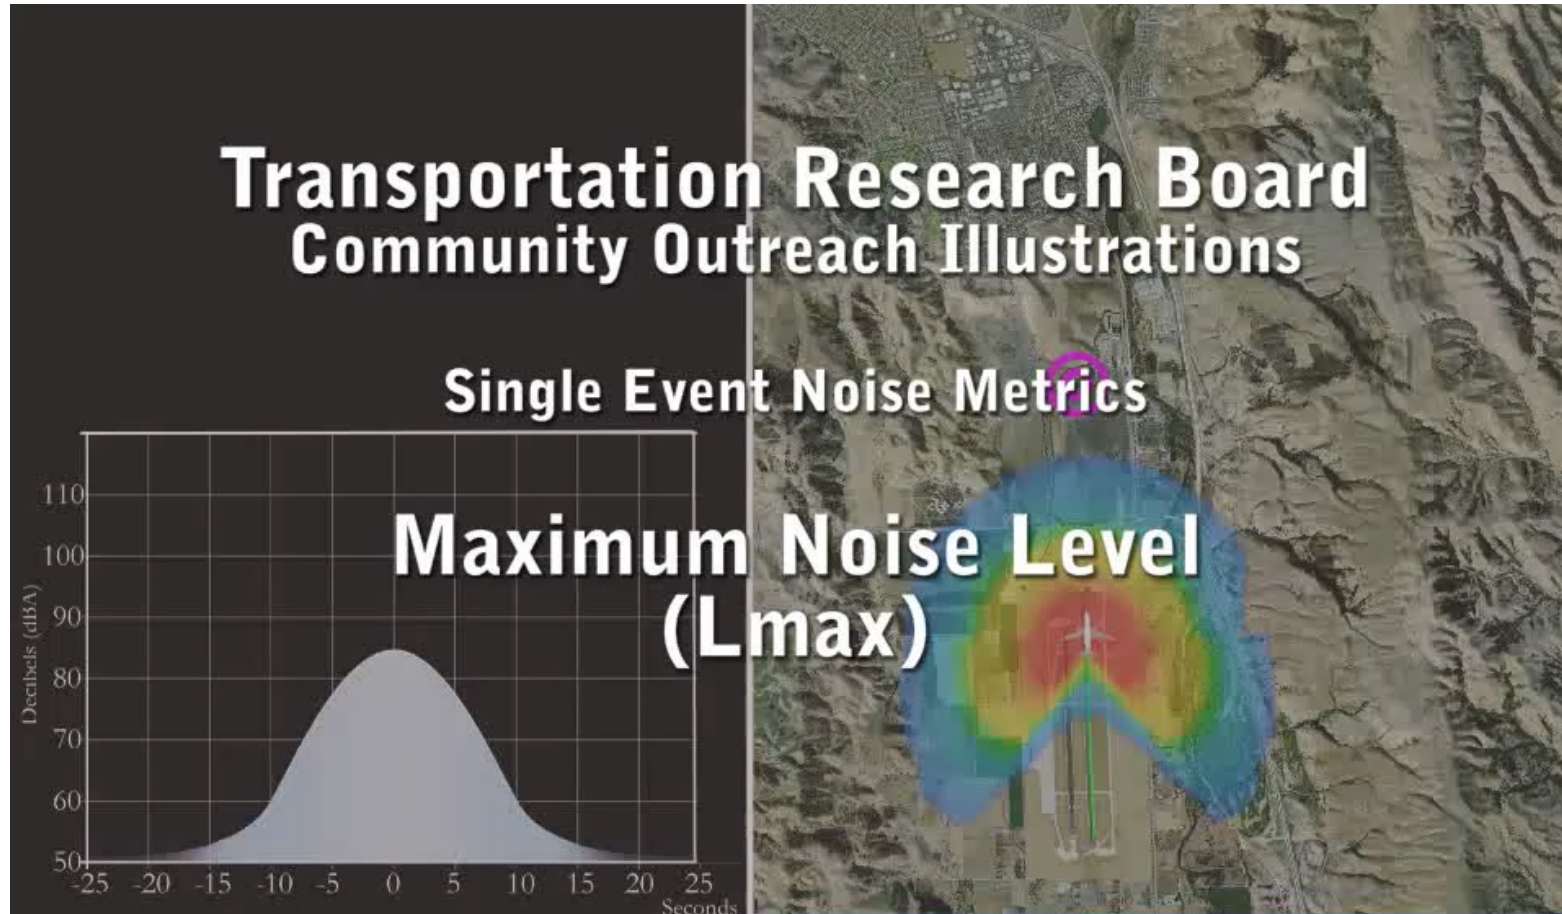 Transportation Research Board
Community Outreach Illustrations
Single Event Noise Metrics
Maximum Noise Level
(Lmax)
110
100
90
80
70
60
50
Decibels (dBA)
-25 -20 -15 -10 -5 0 5 10 15 20 25
Seconds